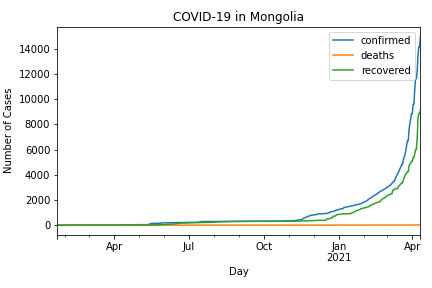 COVID-19 in Mongolia
confirmed
deaths
recovered
14000
12000
10000
8000
6000
4000
2000
0
Number of Cases
Apr
Jul
Oct
Jan
2021
Apr
Day